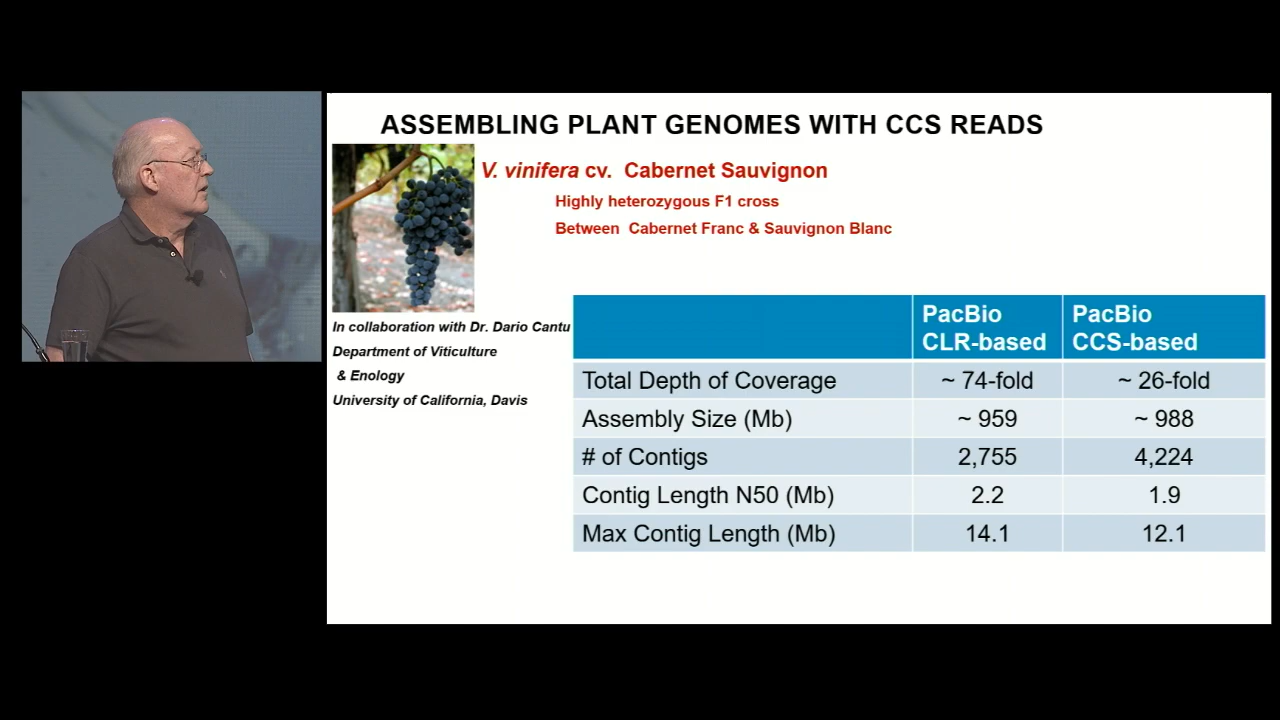 ASSEMBLING PLANT GENOMES WITH CCS READS
V. vinifera cv. Cabernet Sauvignon
Highly heterozygous F1 cross
Between Cabernet Franc & Sauvignon Blanc
In collaboration with Dr. Dario Cantu
Department of Viticulture
& Enology
University of California, Davis
PacBio CLR-based PacBio CCS-based
Total Depth of Coverage ~ 74-fold ~ 26-fold
Assembly Size (Mb) ~ 959 ~ 988
# of Contigs 2,755 4,224
Contig Length N50 (Mb) 2.2 1.9
Max Contig Length (Mb) 14.1 12.1